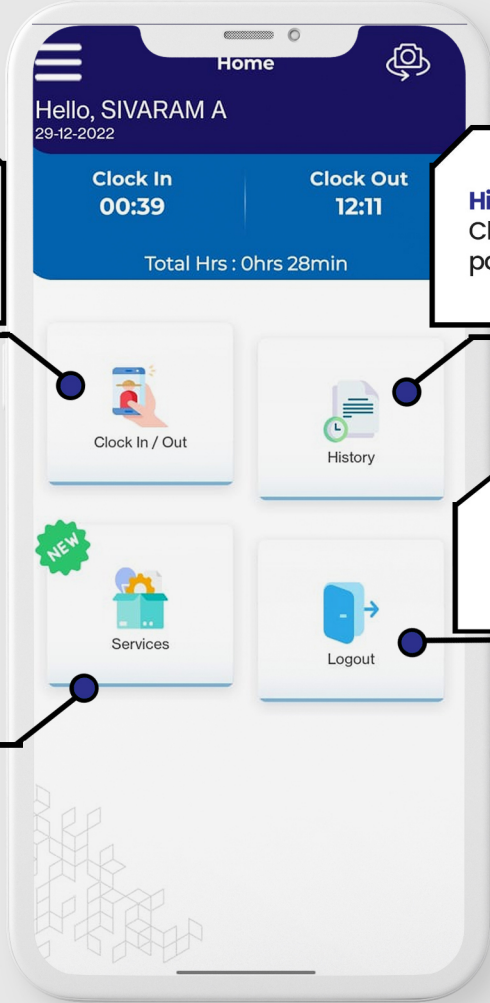 Home
Hello, SIVARAM A
29-12-2022
Clock In
00:39
Clock Out
12:11
Total Hrs : 0hrs 28min
Clock In / Out
History
NEW
Services
Logout